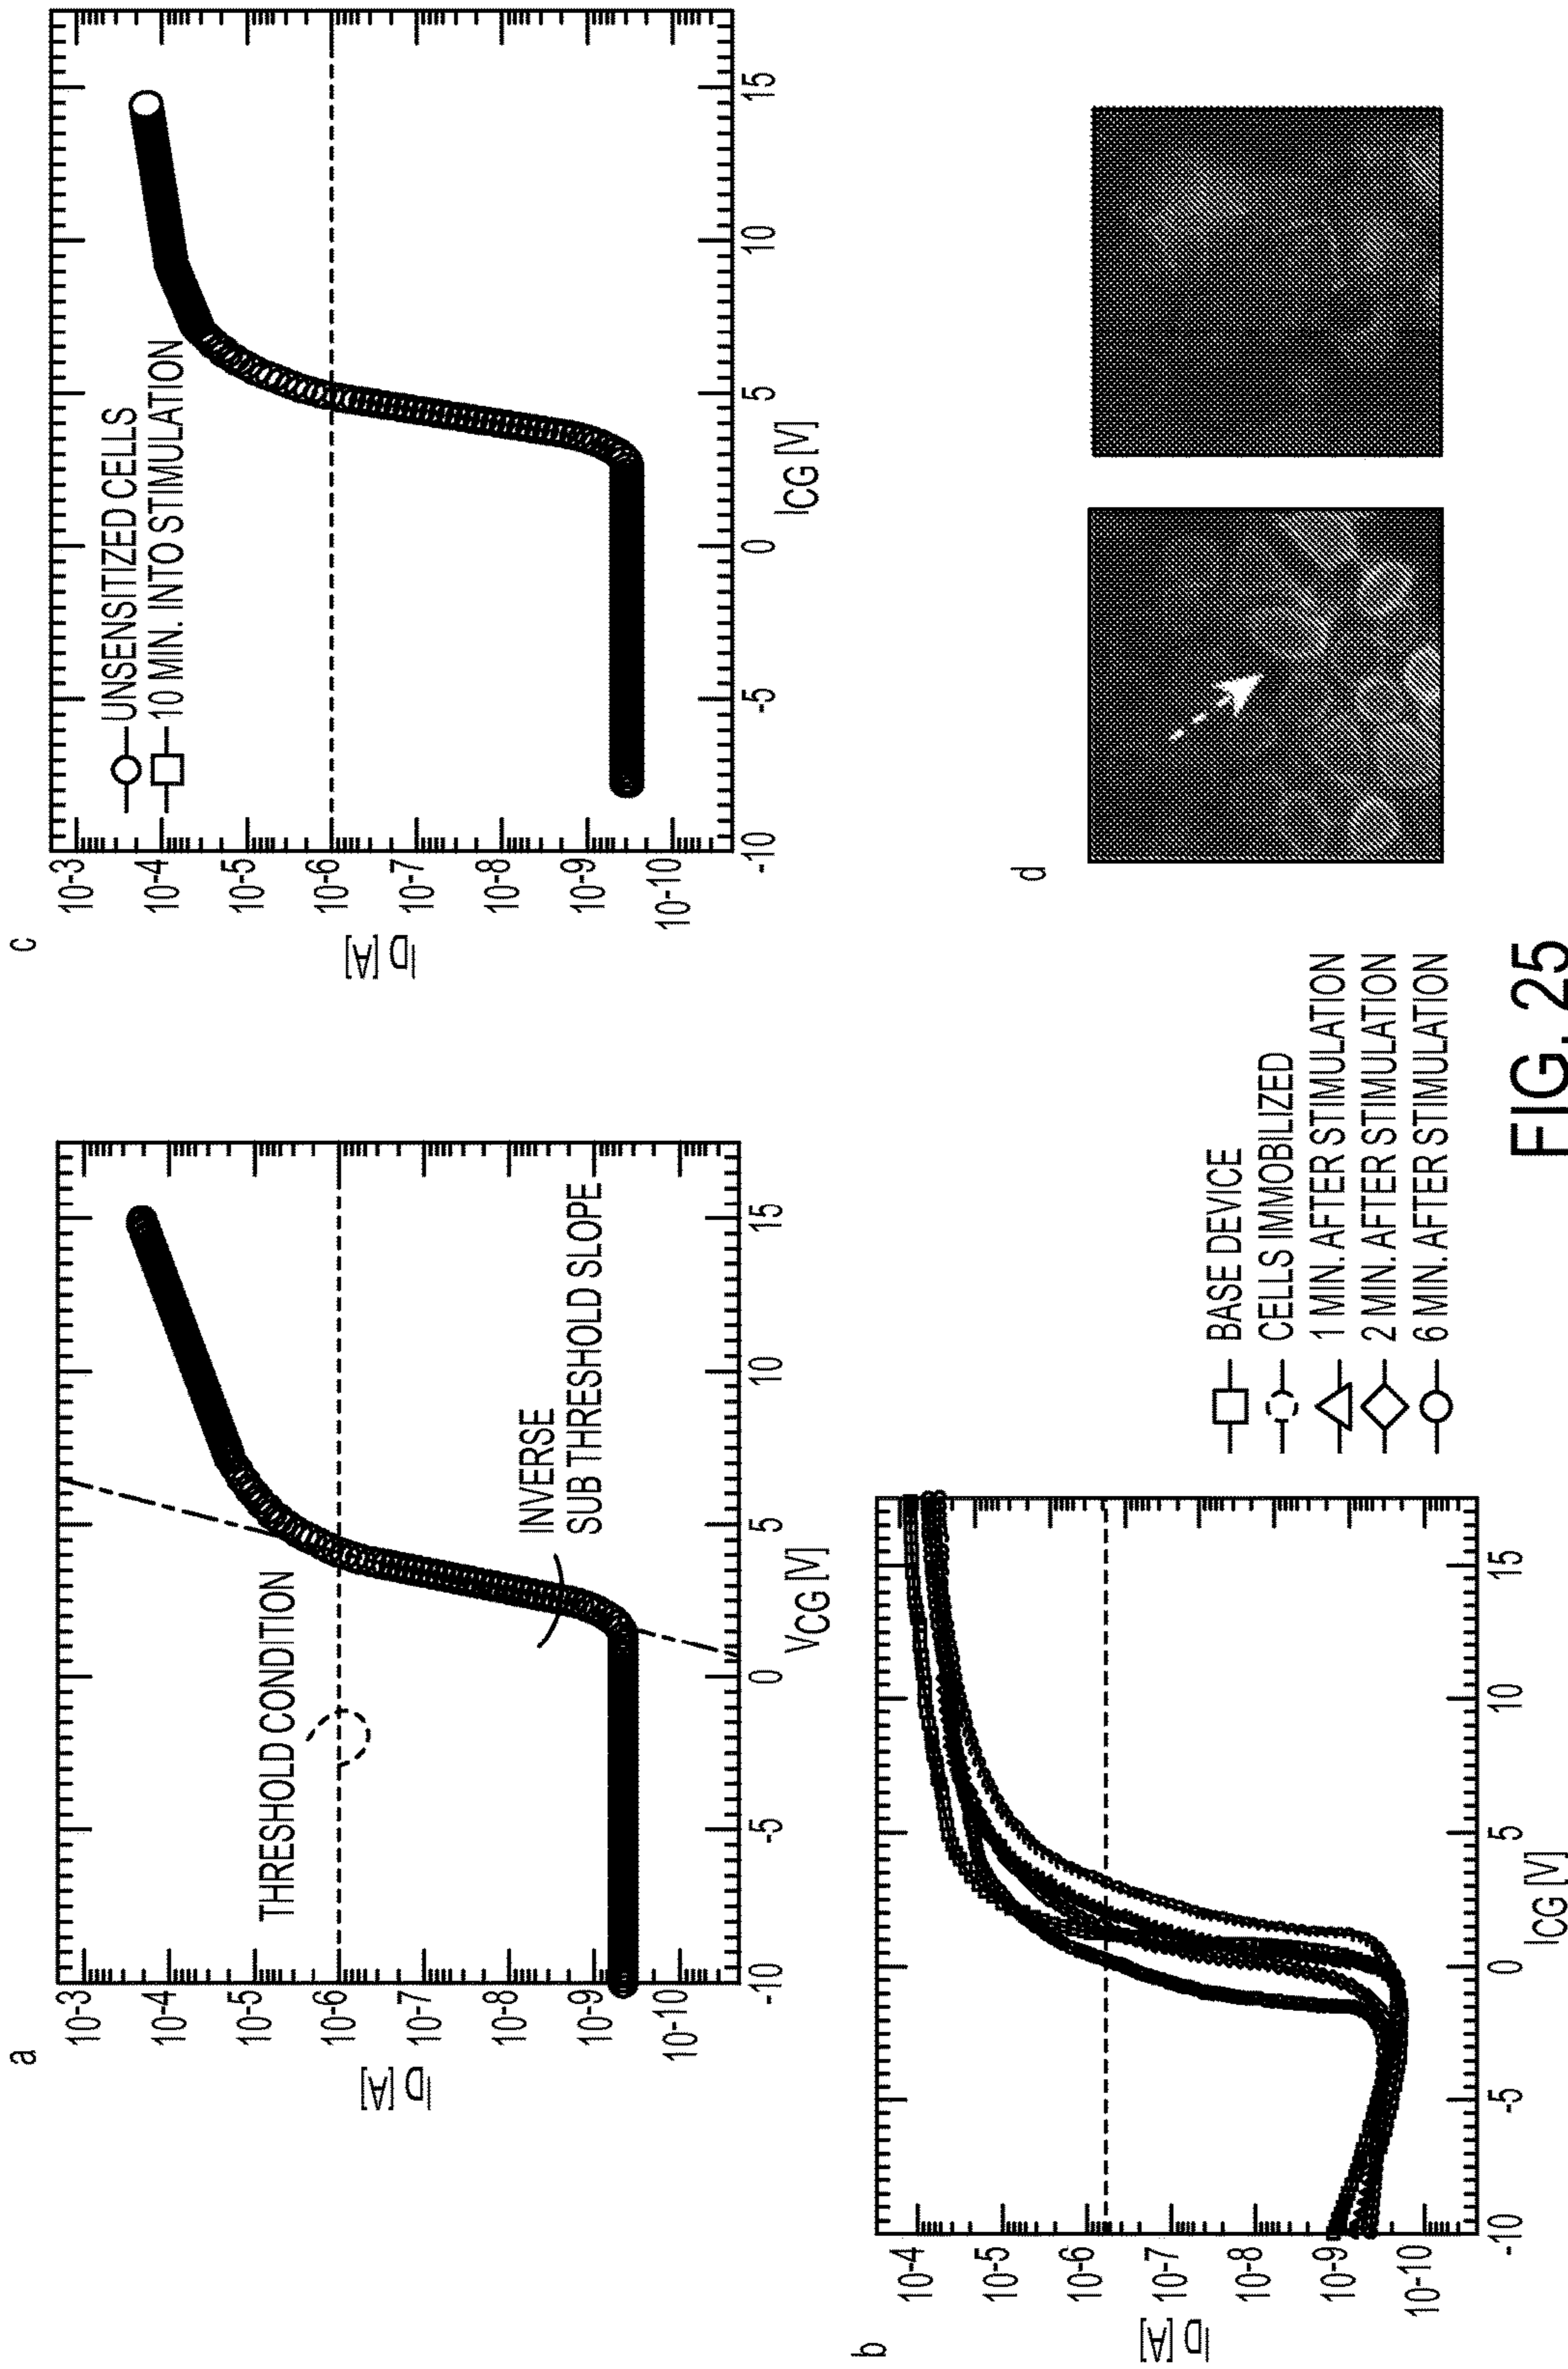 a
10-3
10-4
10-5
10-6
10-7
10-8
10-9
10-10
ID [A]
THRESHOLD CONDITION
INVERSE
SUB THRESHOLD SLOPE
-10
-5
0
5
10
15
VCG [V]
b
10-4
10-5
10-6
10-7
10-8
10-9
10-10
ID [A]
-10
-5
0
5
10
15
ICG [V]
BASE DEVICE
CELLS IMMOBILIZED
1 MIN. AFTER STIMULATION
2 MIN. AFTER STIMULATION
6 MIN. AFTER STIMULATION
c
10-3
10-4
10-5
10-6
10-7
10-8
10-9
10-10
ID [A]
UNSENSITIZED CELLS
10 MIN. INTO STIMULATION
-10
-5
0
5
10
15
ICG [V]
d
FIG. 25